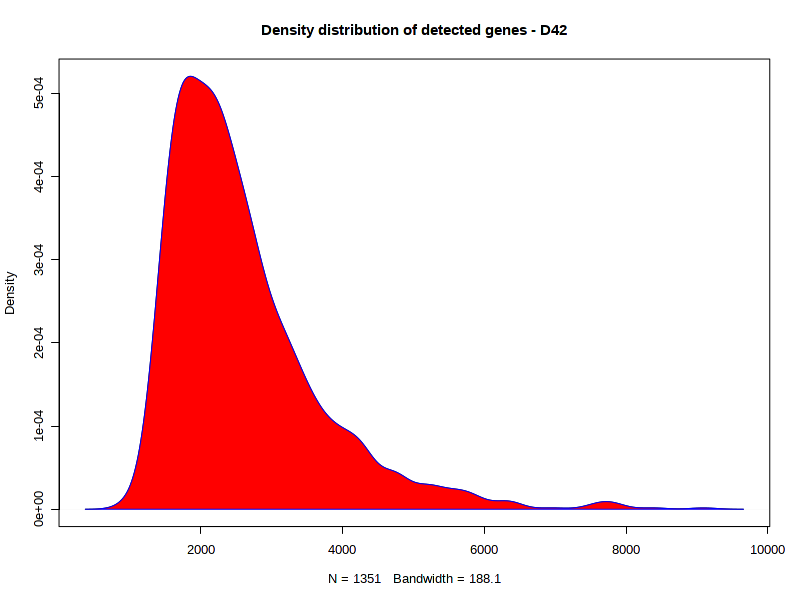 Density distribution of detected genes - D42
Density
5e-04
4e-04
3e-04
2e-04
1e-04
0e+00
2000 4000 6000 8000 10000
N = 1351 Bandwidth = 188.1